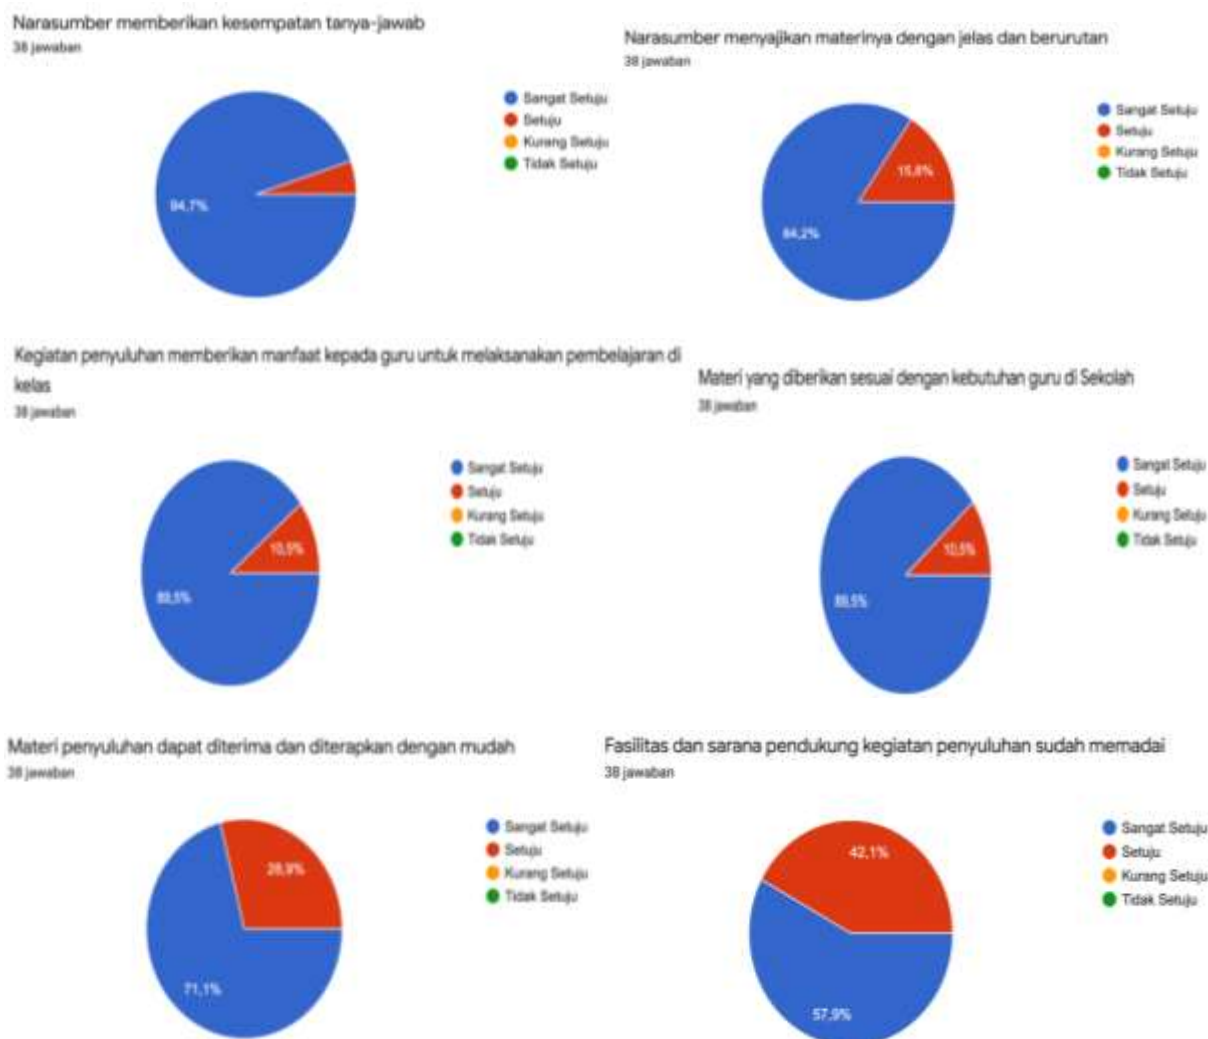 Narasumber memberikan kesempatan tanya-jawab
38 jawaban
Sangat Setuju
Setuju
Kurang Setuju
Tidak Setuju
94,7%
Narasumber menyajikan materinya dengan jelas dan berurutan
38 jawaban
Sangat Setuju
Setuju
Kurang Setuju
Tidak Setuju
15,8%
84,2%
Kegiatan penyuluhan memberikan manfaat kepada guru untuk melaksanakan pembelajaran di
kelas
38 jawaban
Sangat Setuju
Setuju
Kurang Setuju
Tidak Setuju
10,5%
89,5%
Materi yang diberikan sesuai dengan kebutuhan guru di Sekolah
38 jawaban
Sangat Setuju
Setuju
Kurang Setuju
Tidak Setuju
10,5%
89,5%
Materi penyuluhan dapat diterima dan diterapkan dengan mudah
38 jawaban
Sangat Setuju
Setuju
Kurang Setuju
Tidak Setuju
28,9%
71,1%
Fasilitas dan sarana pendukung kegiatan penyuluhan sudah memadai
38 jawaban
Sangat Setuju
Setuju
Kurang Setuju
Tidak Setuju
42,1%
57,9%